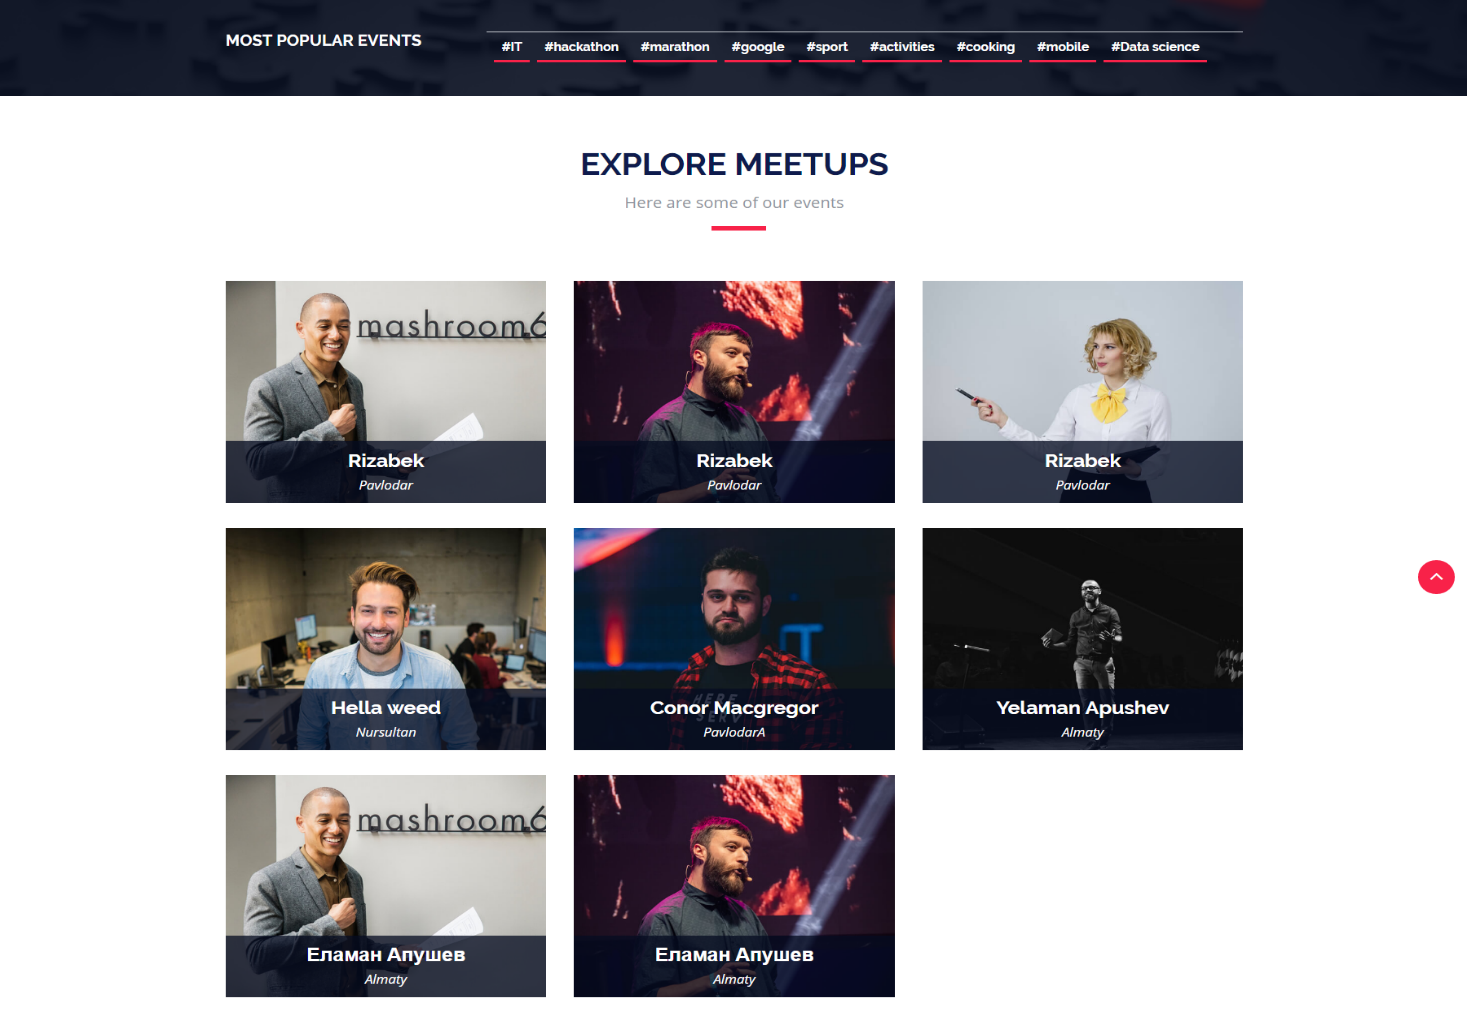 MOST POPULAR EVENTS
#IT #hackathon #marathon #google #sport #activities #cooking #mobile #Data science
EXPLORE MEETUPS
Here are some of our events
mashroom6
Rizabek
Pavlodar
Rizabek
Pavlodar
Rizabek
Pavlodar
Hella weed
Nursultan
HERE
SERV
Conor Macgregor
PavlodarA
Yelaman Apushev
Almaty
mashroom6
Еламан Апушев
Almaty
Еламан Апушев
Almaty